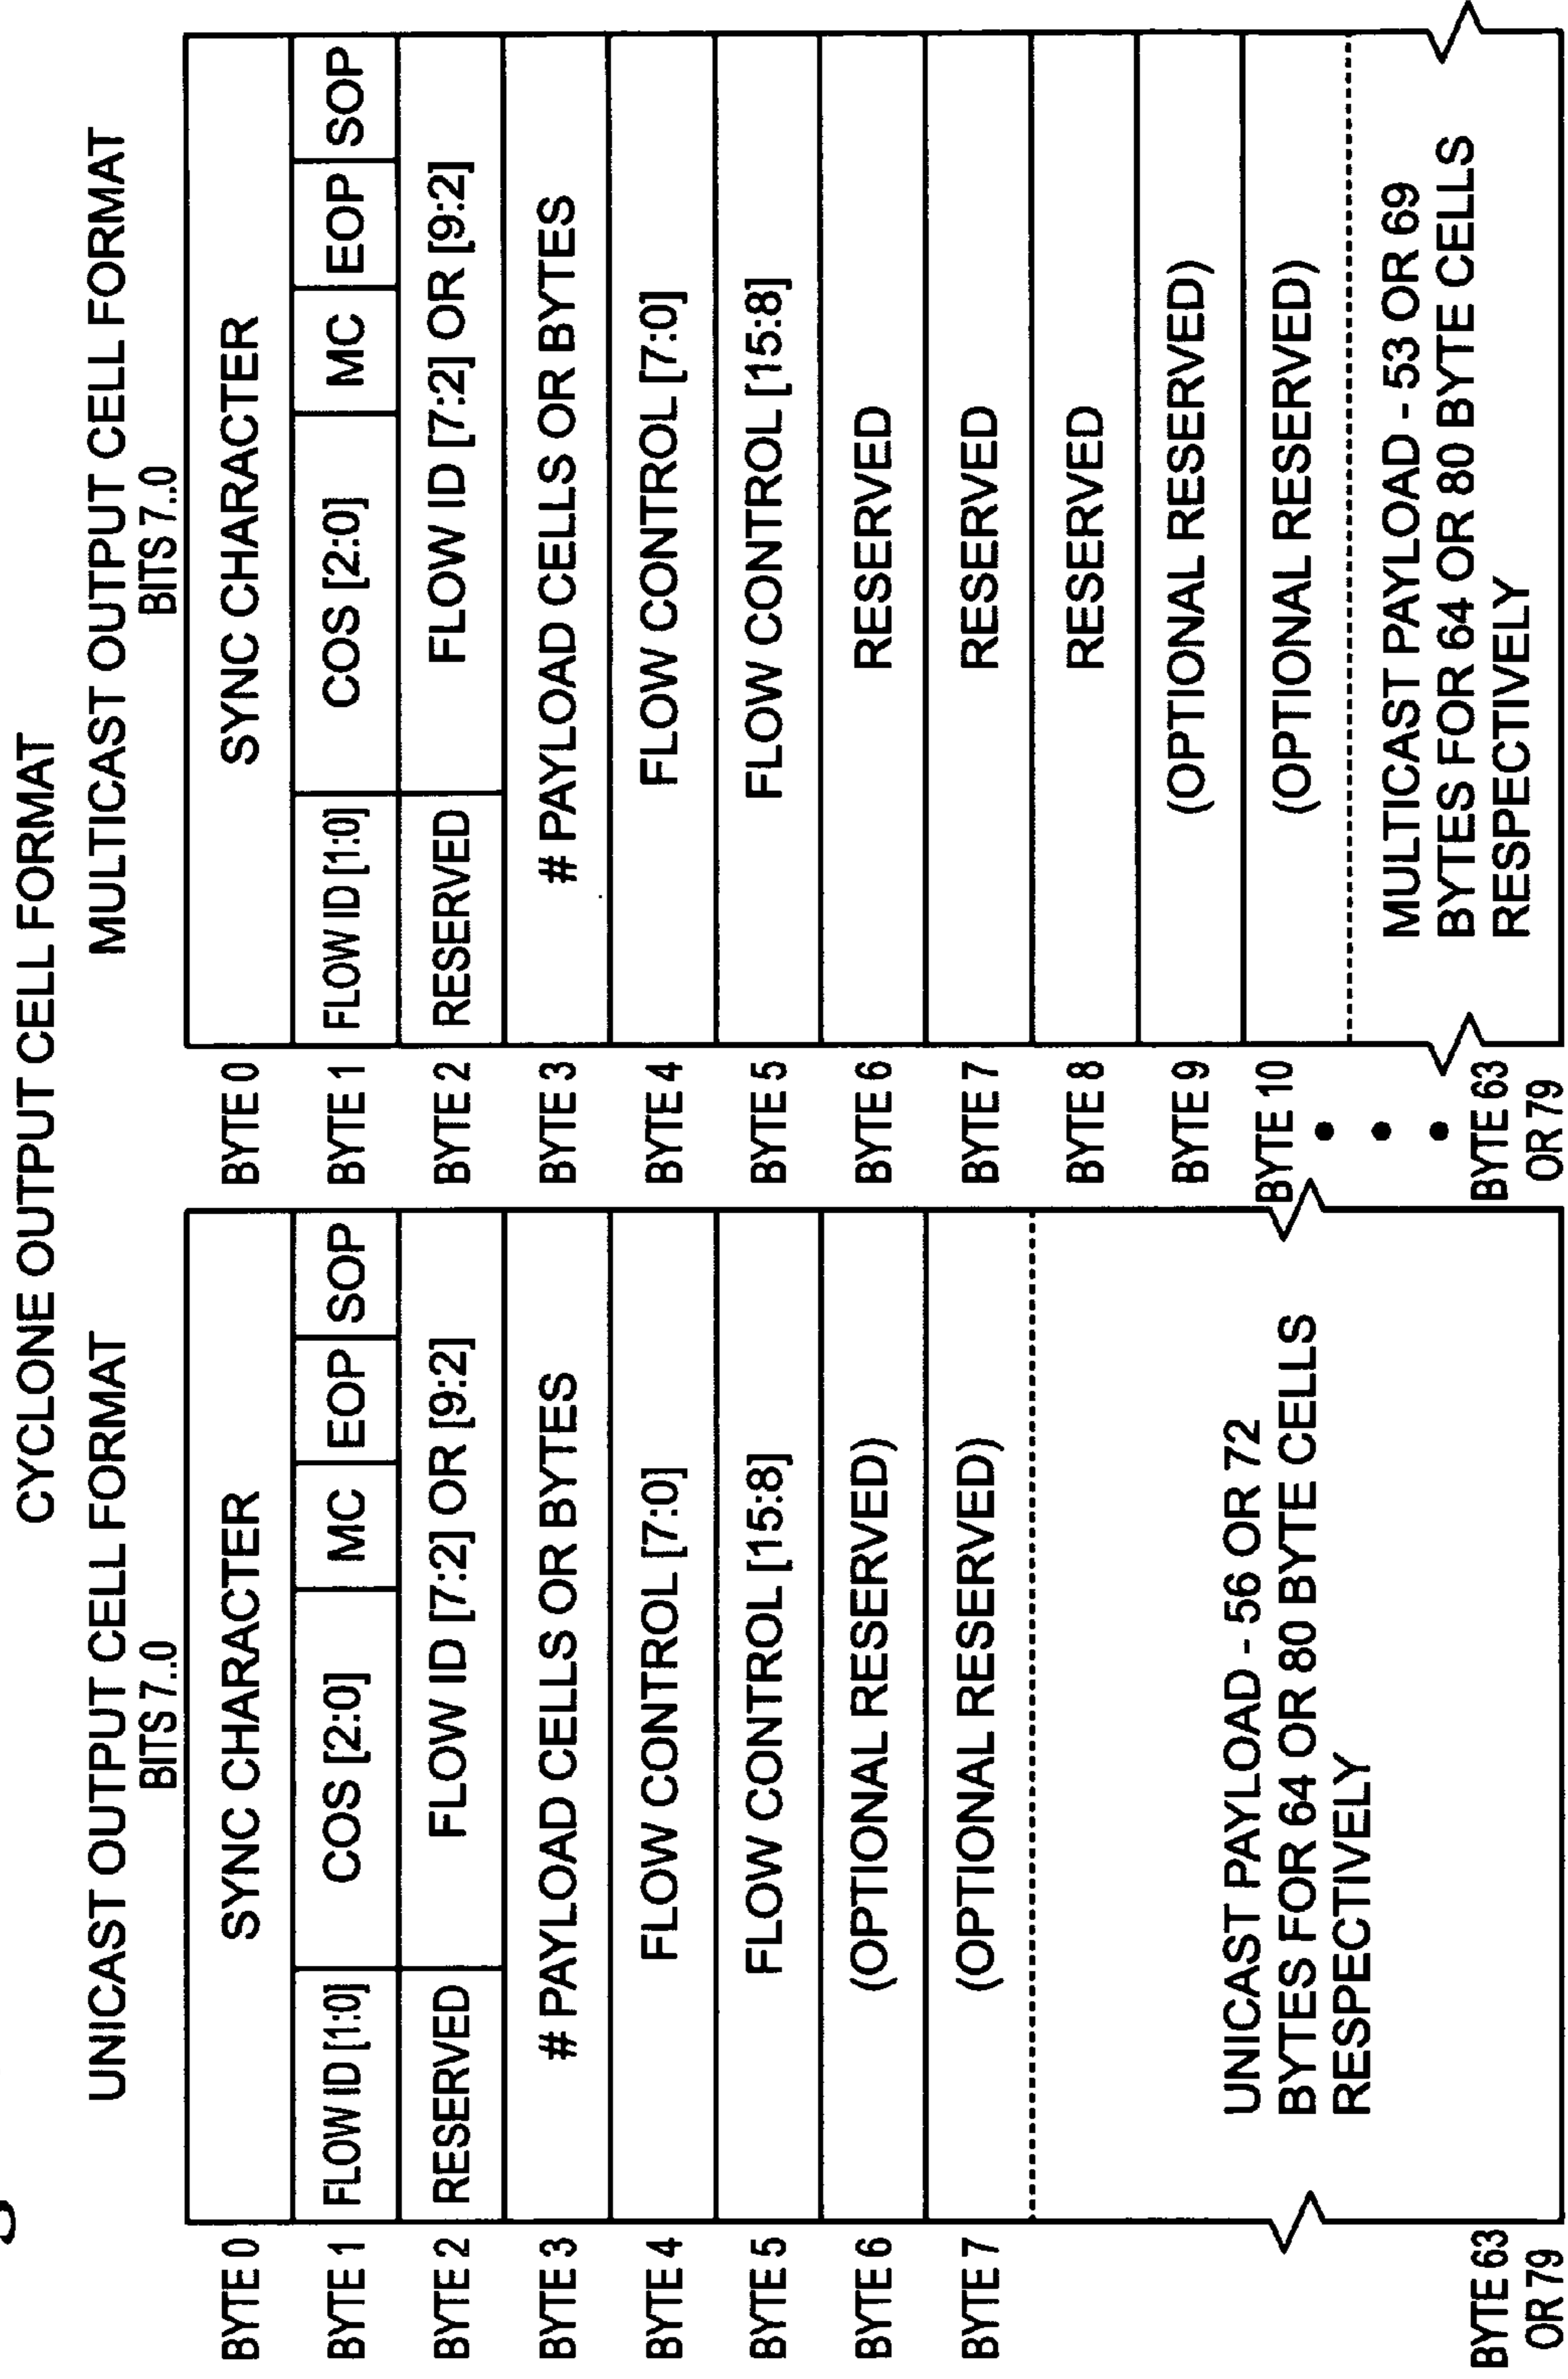 CYCLONE OUTPUT CELL FORMAT
UNICAST OUTPUT CELL FORMAT
BITS 7..0
BYTE 0 SYNC CHARACTER
BYTE 1 FLOW ID [1:0] COS [2:0] MC EOP SOP
BYTE 2 RESERVED FLOW ID [7:2] OR [9:2]
BYTE 3 # PAYLOAD CELLS OR BYTES
BYTE 4 FLOW CONTROL [7:0]
BYTE 5 FLOW CONTROL [15:8]
BYTE 6 (OPTIONAL RESERVED)
BYTE 7 (OPTIONAL RESERVED)
UNICAST PAYLOAD - 56 OR 72
BYTES FOR 64 OR 80 BYTE CELLS
RESPECTIVELY
BYTE 63
OR 79
MULTICAST OUTPUT CELL FORMAT
BITS 7..0
BYTE 0 SYNC CHARACTER
BYTE 1 FLOW ID [1:0] COS [2:0] MC EOP SOP
BYTE 2 RESERVED FLOW ID [7:2] OR [9:2]
BYTE 3 # PAYLOAD CELLS OR BYTES
BYTE 4 FLOW CONTROL [7:0]
BYTE 5 FLOW CONTROL [15:8]
BYTE 6 RESERVED
BYTE 7 RESERVED
BYTE 8 RESERVED
BYTE 9 (OPTIONAL RESERVED)
BYTE 10 (OPTIONAL RESERVED)
MULTICAST PAYLOAD - 53 OR 69
BYTES FOR 64 OR 80 BYTE CELLS
RESPECTIVELY
BYTE 63
OR 79